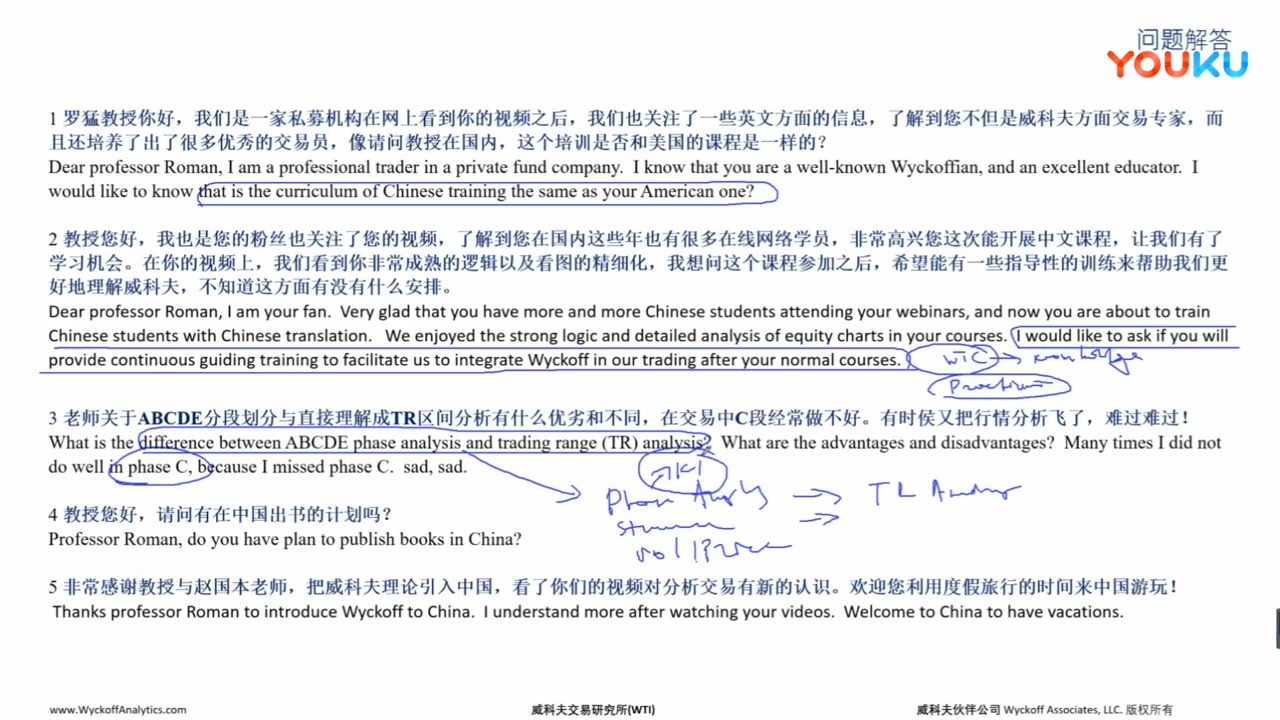 问题解答
YOUKU
1 罗猛教授你好，我们是一家私募机构在网上看到你的视频之后，我们也关注了一些英文方面的信息，了解到您不但是威科夫方面交易专家，而
且还培养了出了很多优秀的交易员，像请问教授在国内，这个培训是否和美国的课程是一样的？
Dear professor Roman, I am a professional trader in a private fund company.  I know that you are a well-known Wyckoffian, and an excellent educator.  I
would like to know that is the curriculum of Chinese training the same as your American one?
2 教授您好，我也是您的粉丝也关注了您的视频，了解到您在国内这些年也有很多在线网络学员，非常高兴您这次能开展中文课程，让我们有了
学习机会。在你的视频上，我们看到你非常成熟的逻辑以及看图的精细化，我想问这个课程参加之后，希望能有一些指导性的训练来帮助我们更
好地理解威科夫，不知道这方面有没有什么安排。
Dear professor Roman, I am your fan.  Very glad that you have more and more Chinese students attending your webinars, and now you are about to train
Chinese students with Chinese translation.   We enjoyed the strong logic and detailed analysis of equity charts in your courses.  I would like to ask if you will
provide continuous guiding training to facilitate us to integrate Wyckoff in our trading after your normal courses.
WTC → knowledge
3 老师关于ABCDE分段划分与直接理解成TR区间分析有什么优劣和不同，在交易中C段经常做不好。有时侯又把行情分析飞了，难过难过！
What is the difference between ABCDE phase analysis and trading range (TR) analysis?  What are the advantages and disadvantages?  Many times I did not
do well in phase C, because I missed phase C.  sad, sad.
4 教授您好，请问有在中国出书的计划吗？
Professor Roman, do you have plan to publish books in China?
5 非常感谢教授与赵国本老师，把威科夫理论引入中国，看了你们的视频对分析交易有新的认识。欢迎您利用度假旅行的时间来中国游玩！
Thanks professor Roman to introduce Wyckoff to China.  I understand more after watching your videos.  Welcome to China to have vacations.
www.WyckoffAnalytics.com
威科夫交易研究所(WTI)
威科夫伙伴公司 Wyckoff Associates, LLC. 版权所有